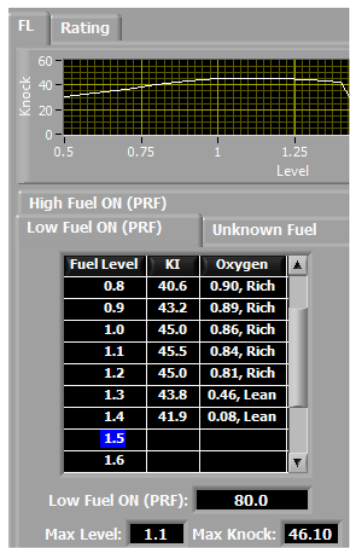 FL Rating
60
40
20
0
Knock
0.5 0.75 1 1.25
Level
High Fuel ON (PRF)
Low Fuel ON (PRF) Unknown Fuel
Fuel Level KI Oxygen
0.8 40.6 0.90, Rich
0.9 43.2 0.89, Rich
1.0 45.0 0.86, Rich
1.1 45.5 0.84, Rich
1.2 45.0 0.81, Rich
1.3 43.8 0.46, Lean
1.4 41.9 0.08, Lean
1.5
1.6
Low Fuel ON (PRF): 80.0
Max Level: 1.1 Max Knock: 46.10